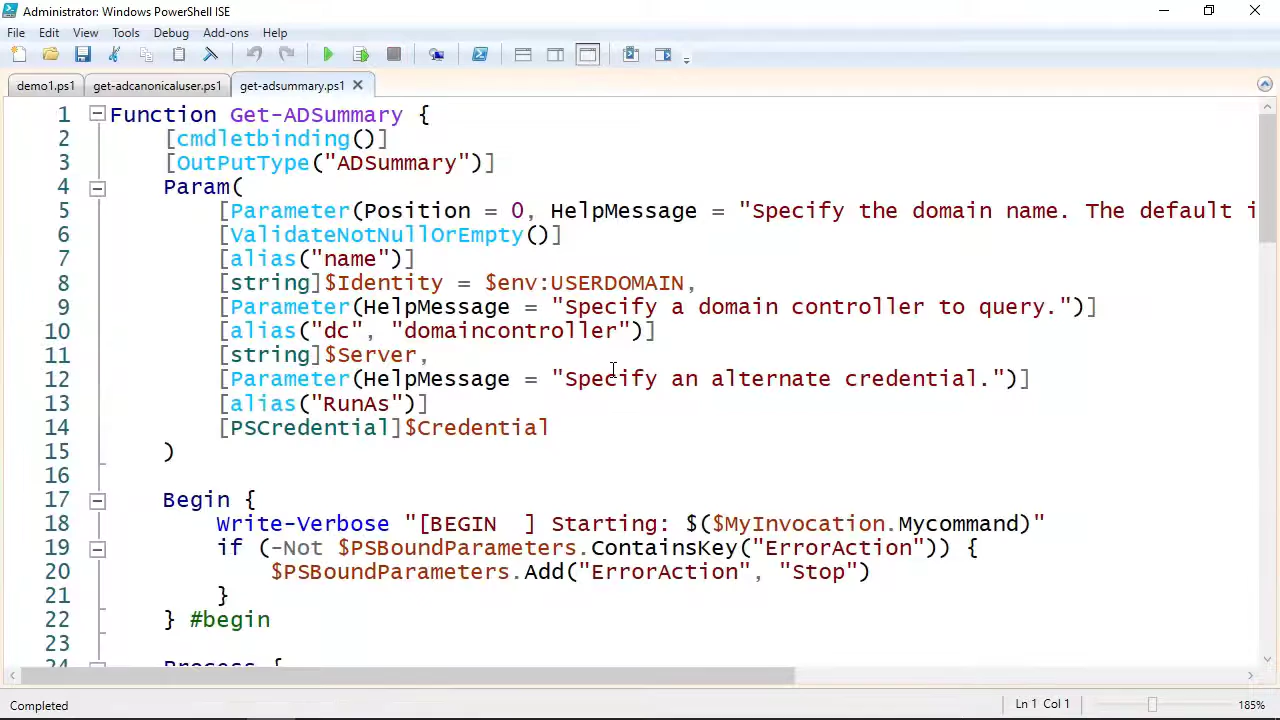 Administrator: Windows PowerShell ISE
File Edit View Tools Debug Add-ons Help
demo1.ps1 get-adcanonicaluser.ps1 get-adsummary.ps1
1 Function Get-ADSummary {
2 [cmdletbinding()]
3 [OutPutType("ADSummary")]
4 Param(
5 [Parameter(Position = 0, HelpMessage = "Specify the domain name. The default i
6 [ValidateNotNullOrEmpty()]
7 [alias("name")]
8 [string]$Identity = $env:USERDOMAIN,
9 [Parameter(HelpMessage = "Specify a domain controller to query.")]
10 [alias("dc", "domaincontroller")]
11 [string]$Server,
12 [Parameter(HelpMessage = "Specify an alternate credential.")]
13 [alias("RunAs")]
14 [PSCredential]$Credential
15 )
16
17 Begin {
18 Write-Verbose "[BEGIN  ] Starting: $($MyInvocation.Mycommand)"
19 if (-Not $PSBoundParameters.ContainsKey("ErrorAction")) {
20 $PSBoundParameters.Add("ErrorAction", "Stop")
21 }
22 } #begin
23
24 Process {
Completed Ln 1 Col 1 185%